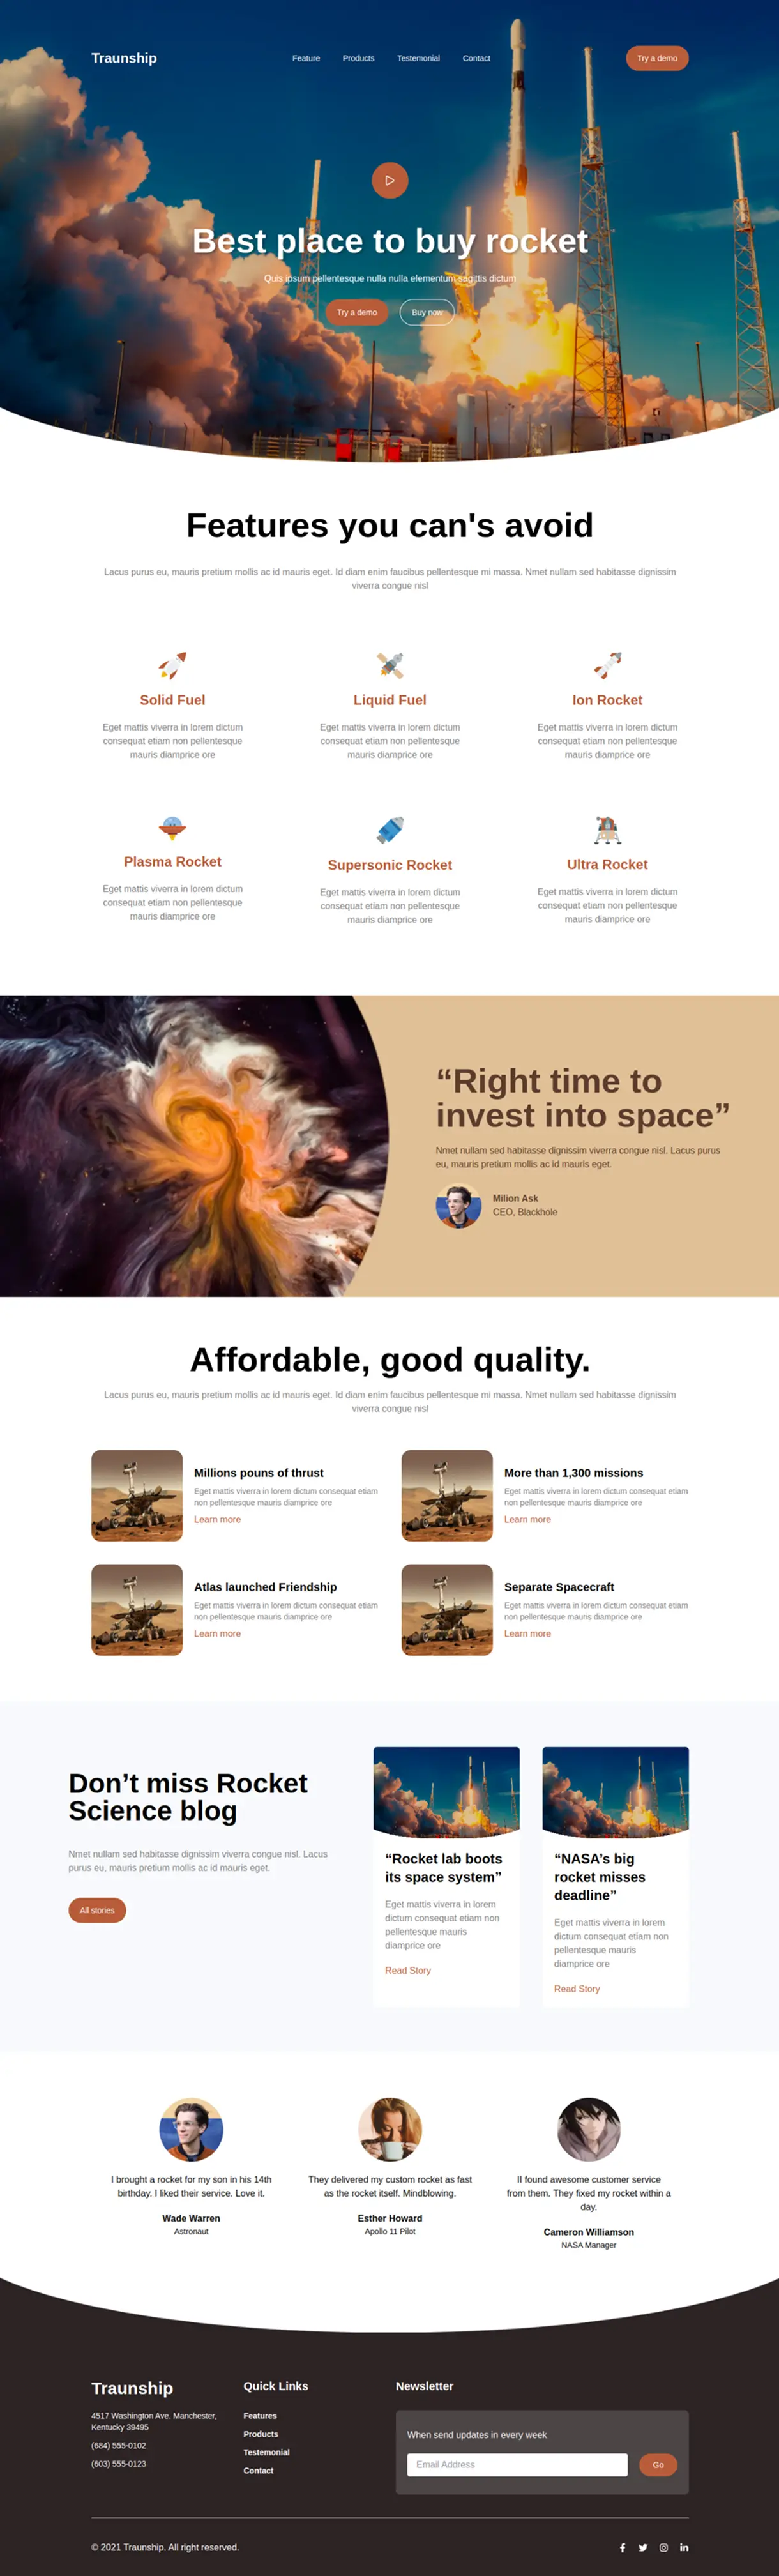 Traunship
Feature
Products
Testemonial
Contact
Try a demo
Best place to buy rocket
Quis ipsum pellentesque nulla nulla elementum sagittis dictum
Try a demo
Buy now
Features you can's avoid
Lacus purus eu, mauris pretium mollis ac id mauris eget. Id diam enim faucibus pellentesque mi massa. Nmet nullam sed habitasse dignissim
viverra congue nisl
Solid Fuel
Eget mattis viverra in lorem dictum
consequat etiam non pellentesque
mauris diamprice ore
Liquid Fuel
Eget mattis viverra in lorem dictum
consequat etiam non pellentesque
mauris diamprice ore
Ion Rocket
Eget mattis viverra in lorem dictum
consequat etiam non pellentesque
mauris diamprice ore
Plasma Rocket
Eget mattis viverra in lorem dictum
consequat etiam non pellentesque
mauris diamprice ore
Supersonic Rocket
Eget mattis viverra in lorem dictum
consequat etiam non pellentesque
mauris diamprice ore
Ultra Rocket
Eget mattis viverra in lorem dictum
consequat etiam non pellentesque
mauris diamprice ore
“Right time to
invest into space”
Nmet nullam sed habitasse dignissim viverra congue nisl. Lacus purus
eu, mauris pretium mollis ac id mauris eget.
Milion Ask
CEO, Blackhole
Affordable, good quality.
Lacus purus eu, mauris pretium mollis ac id mauris eget. Id diam enim faucibus pellentesque mi massa. Nmet nullam sed habitasse dignissim
viverra congue nisl
Millions pouns of thrust
Eget mattis viverra in lorem dictum consequat etiam
non pellentesque mauris diamprice ore
Learn more
More than 1,300 missions
Eget mattis viverra in lorem dictum consequat etiam
non pellentesque mauris diamprice ore
Learn more
Atlas launched Friendship
Eget mattis viverra in lorem dictum consequat etiam
non pellentesque mauris diamprice ore
Learn more
Separate Spacecraft
Eget mattis viverra in lorem dictum consequat etiam
non pellentesque mauris diamprice ore
Learn more
Don’t miss Rocket
Science blog
Nmet nullam sed habitasse dignissim viverra congue nisl. Lacus
purus eu, mauris pretium mollis ac id mauris eget.
All stories
“Rocket lab boots
its space system”
Eget mattis viverra in lorem
dictum consequat etiam non
pellentesque mauris
diamprice ore
Read Story
“NASA’s big
rocket misses
deadline”
Eget mattis viverra in lorem
dictum consequat etiam non
pellentesque mauris
diamprice ore
Read Story
I brought a rocket for my son in his 14th
birthday. I liked their service. Love it.
Wade Warren
Astronaut
They delivered my custom rocket as fast
as the rocket itself. Mindblowing.
Esther Howard
Apollo 11 Pilot
II found awesome customer service
from them. They fixed my rocket within a
day.
Cameron Williamson
NASA Manager
Traunship
4517 Washington Ave. Manchester,
Kentucky 39495
(684) 555-0102
(603) 555-0123
Quick Links
Features
Products
Testemonial
Contact
Newsletter
When send updates in every week
Email Address
Go
© 2021 Traunship. All right reserved.